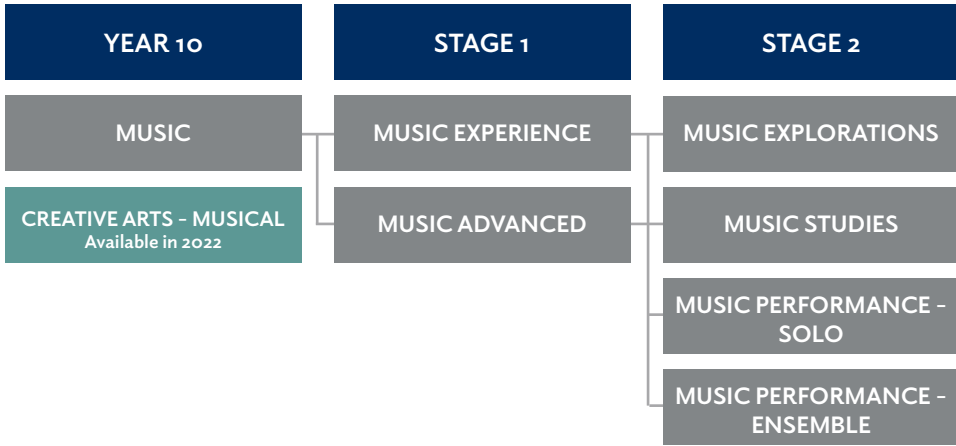 YEAR 10
STAGE 1
STAGE 2
MUSIC
MUSIC EXPERIENCE
MUSIC EXPLORATIONS
CREATIVE ARTS – MUSICAL
Available in 2022
MUSIC ADVANCED
MUSIC STUDIES
MUSIC PERFORMANCE –
SOLO
MUSIC PERFORMANCE –
ENSEMBLE